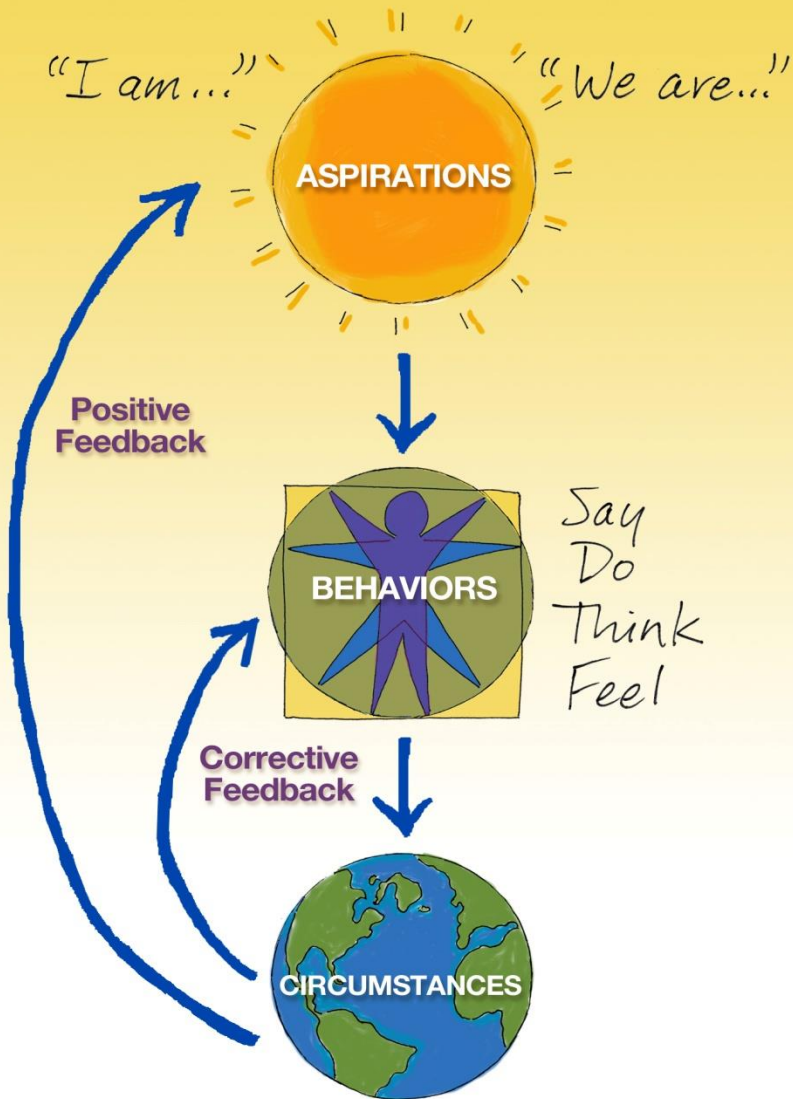 "I am..."
"We are..."
ASPIRATIONS
Positive
Feedback
BEHAVIORS
Say
Do
Think
Feel
Corrective
Feedback
CIRCUMSTANCES